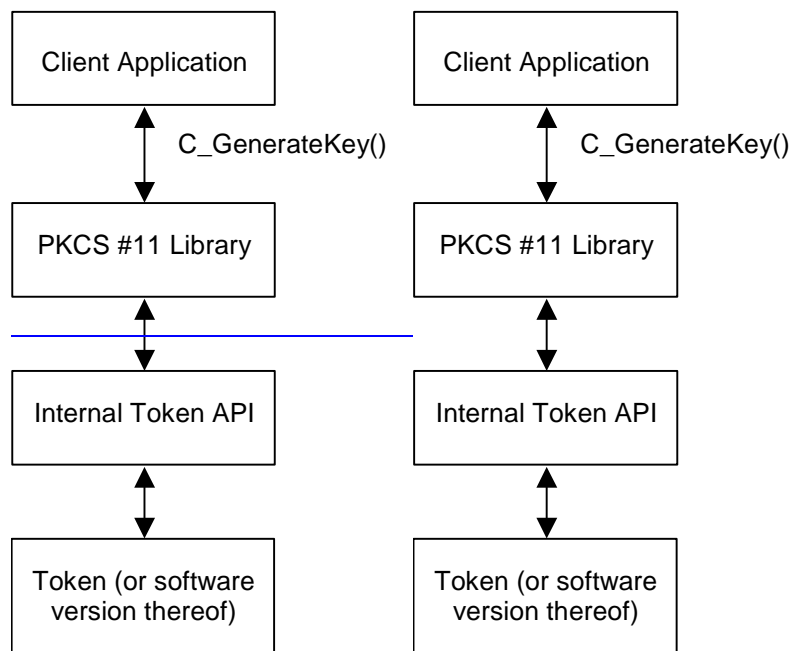 Client Application
C_GenerateKey()
PKCS #11 Library
Internal Token API
Token (or software
version thereof)
Client Application
C_GenerateKey()
PKCS #11 Library
Internal Token API
Token (or software
version thereof)